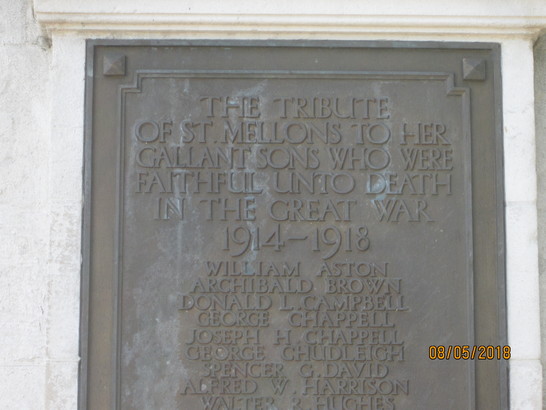 THE TRIBUTE
OF ST. MELLONS TO HER
GALLANT SONS WHO WERE
FAITHFUL UNTO DEATH
IN THE GREAT WAR
1914-1918
WILLIAM ASTON
ARCHIBALD BROWN
DONALD L. CAMPBELL
GEORGE CHAPPELL
JOSEPH H. CHAPPELL
GEORGE CHUDLEIGH
SPENCER G. DAVID
ALFRED W. HARRISON
WALTER R. HUGHES
08/05/2018